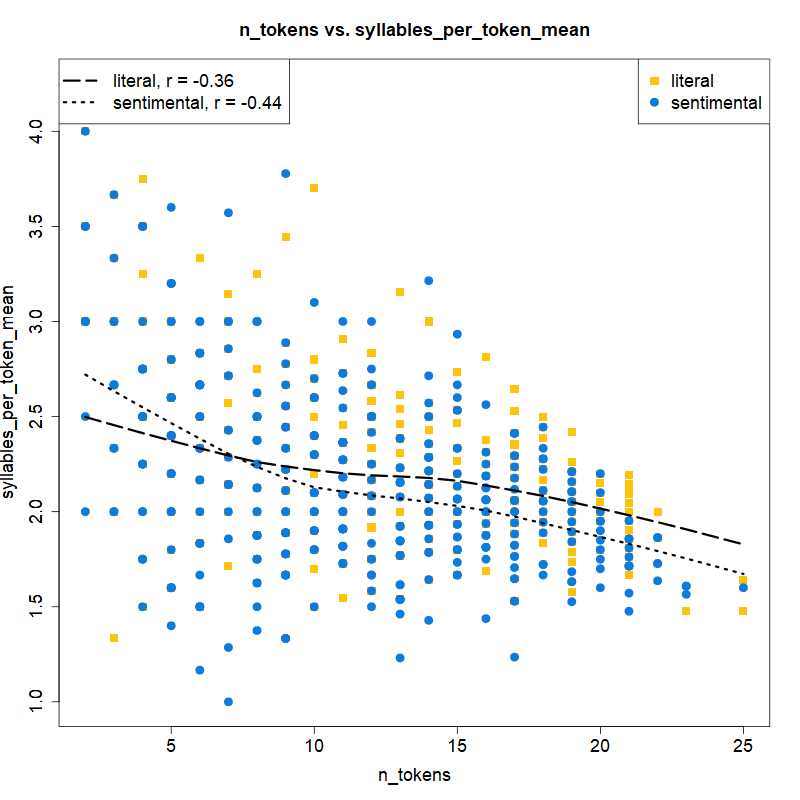 n_tokens vs. syllables_per_token_mean
literal, r = -0.36
sentimental, r = -0.44
literal
sentimental
syllables_per_token_mean
4.0
3.5
3.0
2.5
2.0
1.5
1.0
5 10 15 20 25
n_tokens